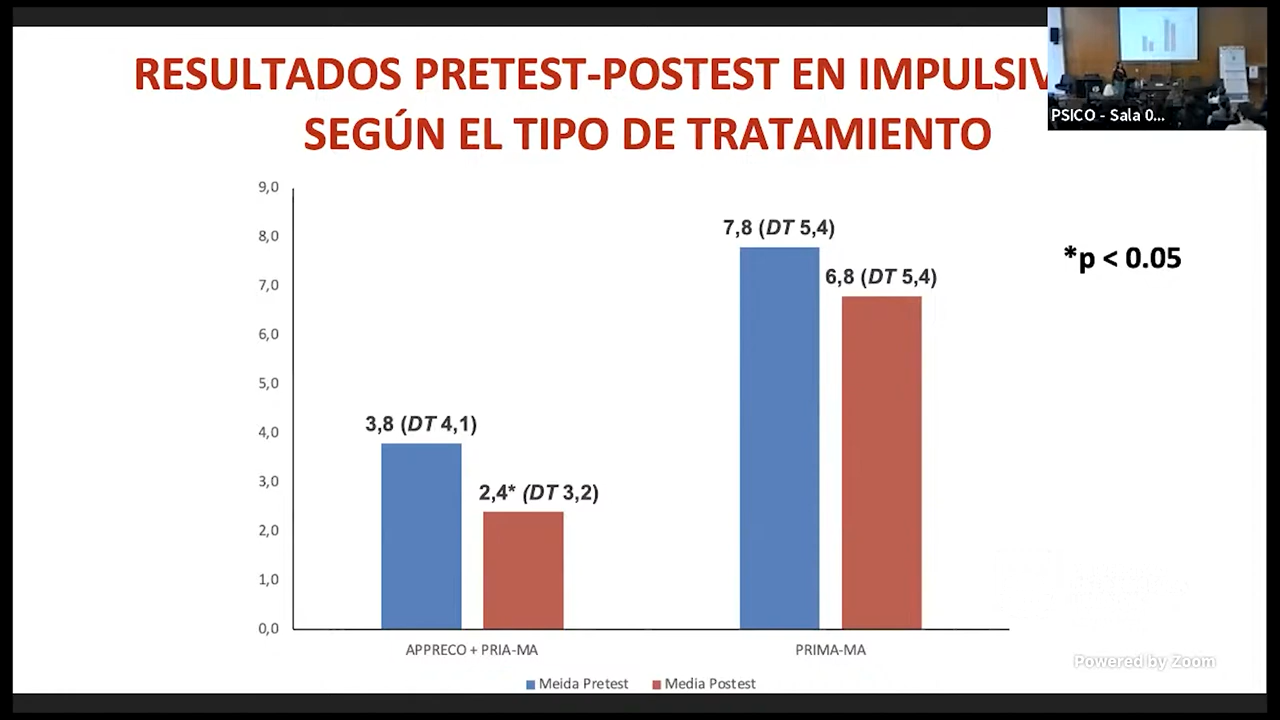 RESULTADOS PRETEST-POSTEST EN IMPULSIV
SEGÚN EL TIPO DE TRATAMIENTO
PSICO - Sala 0...
9,0
8,0
7,0
6,0
5,0
4,0
3,0
2,0
1,0
0,0
7,8 (DT 5,4)
6,8 (DT 5,4)
*p < 0.05
3,8 (DT 4,1)
2,4* (DT 3,2)
APPRECO + PRIA-MA
PRIMA-MA
Meida Pretest
Media Postest
Powered by Zoom